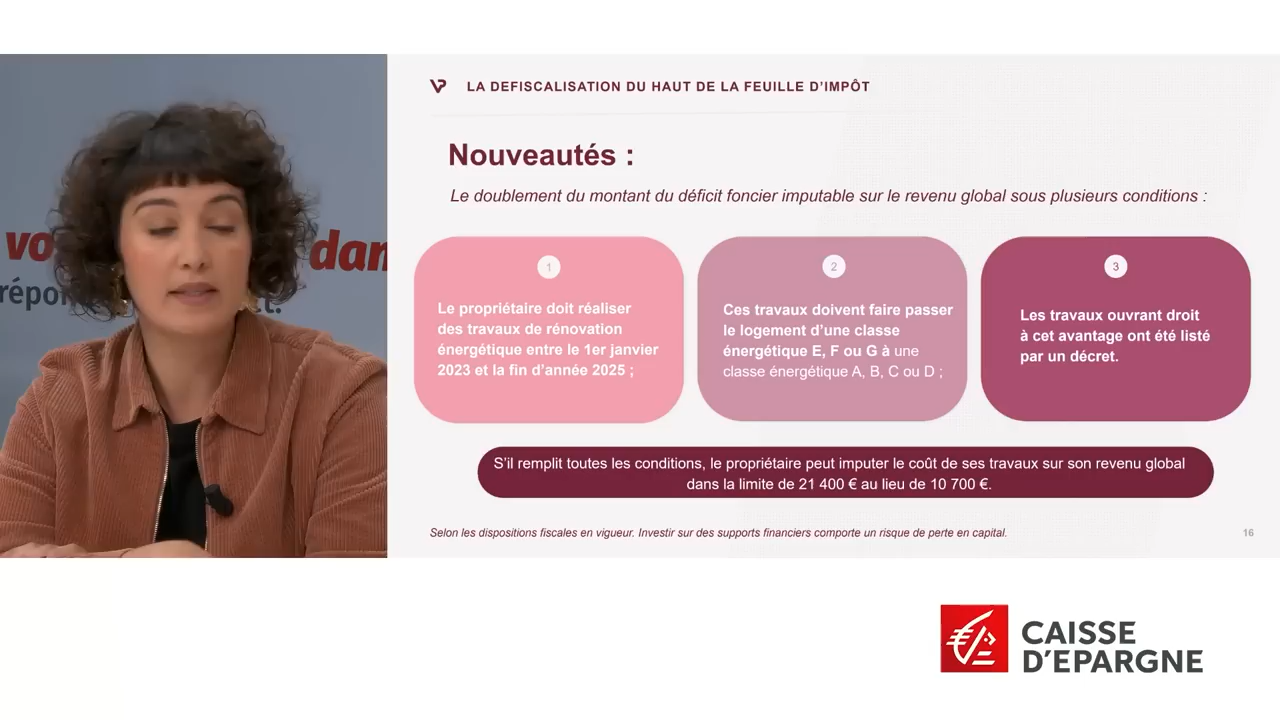 LA DEFISCALISATION DU HAUT DE LA FEUILLE D'IMPÔT
Nouveautés :
Le doublement du montant du déficit foncier imputable sur le revenu global sous plusieurs conditions :
1
Le propriétaire doit réaliser
des travaux de rénovation
énergétique entre le 1er janvier
2023 et la fin d'année 2025 ;
2
Ces travaux doivent faire passer
le logement d'une classe
énergétique E, F ou G à une
classe énergétique A, B, C ou D ;
3
Les travaux ouvrant droit
à cet avantage ont été listé
par un décret.
S'il remplit toutes les conditions, le propriétaire peut imputer le coût de ses travaux sur son revenu global
dans la limite de 21 400 € au lieu de 10 700 €.
Selon les dispositions fiscales en vigueur. Investir sur des supports financiers comporte un risque de perte en capital.
16
CAISSE
D'EPARGNE